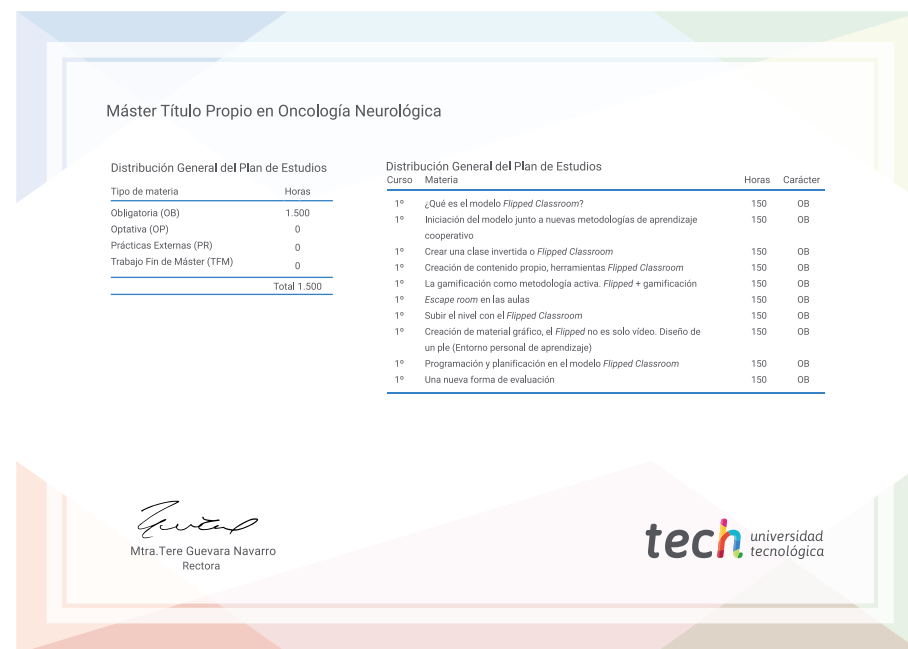 Máster Título Propio en Oncología Neurológica
Distribución General del Plan de Estudios
Tipo de materia Horas
Obligatoria (OB) 1.500
Optativa (OP) 0
Prácticas Externas (PR) 0
Trabajo Fin de Máster (TFM) 0
Total 1.500
Distribución General del Plan de Estudios
Curso Materia Horas Carácter
1º ¿Qué es el modelo Flipped Classroom? 150 OB
1º Iniciación del modelo junto a nuevas metodologías de aprendizaje 150 OB
cooperativo
1º Crear una clase invertida o Flipped Classroom 150 OB
1º Creación de contenido propio, herramientas Flipped Classroom 150 OB
1º La gamificación como metodología activa. Flipped + gamificación 150 OB
1º Escape room en las aulas 150 OB
1º Subir el nivel con el Flipped Classroom 150 OB
1º Creación de material gráfico, el Flipped no es solo vídeo. Diseño de 150 OB
un ple (Entorno personal de aprendizaje)
1º Programación y planificación en el modelo Flipped Classroom 150 OB
1º Una nueva forma de evaluación 150 OB
Mtra.Tere Guevara Navarro
Rectora
tech universidad
tecnológica